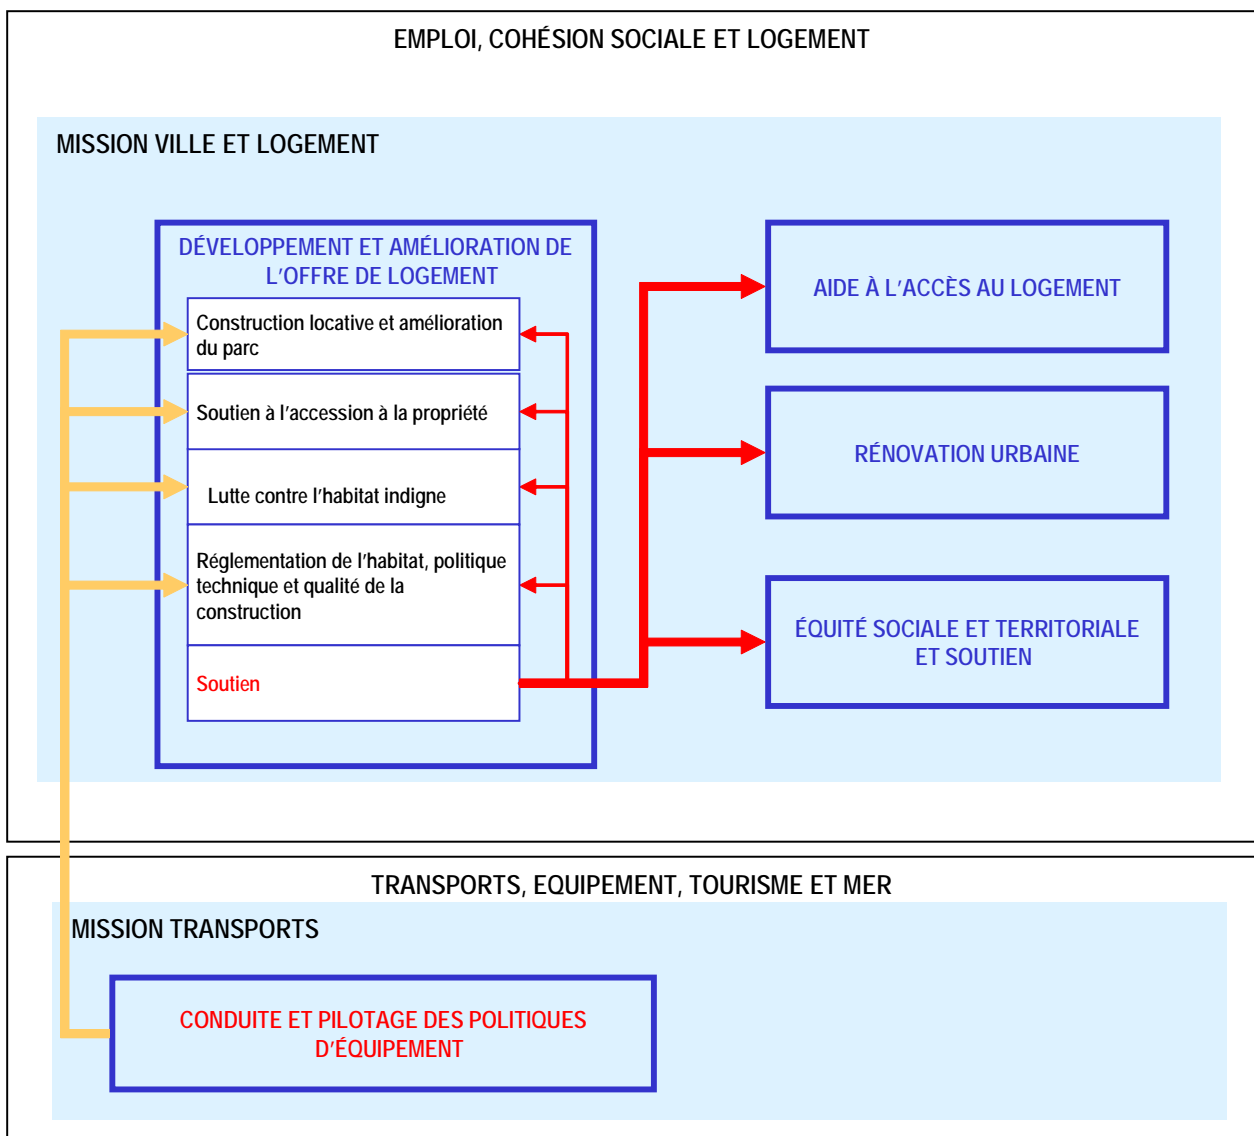 EMPLOI, COHÉSION SOCIALE ET LOGEMENT
MISSION VILLE ET LOGEMENT
DÉVELOPPEMENT ET AMÉLIORATION DE
L'OFFRE DE LOGEMENT
Construction locative et amélioration
du parc
Soutien à l'accession à la propriété
Lutte contre l'habitat indigne
Réglementation de l'habitat, politique
technique et qualité de la
construction
Soutien
AIDE À L'ACCÈS AU LOGEMENT
RÉNOVATION URBAINE
ÉQUITÉ SOCIALE ET TERRITORIALE
ET SOUTIEN
TRANSPORTS, EQUIPEMENT, TOURISME ET MER
MISSION TRANSPORTS
CONDUITE ET PILOTAGE DES POLITIQUES
D'ÉQUIPEMENT